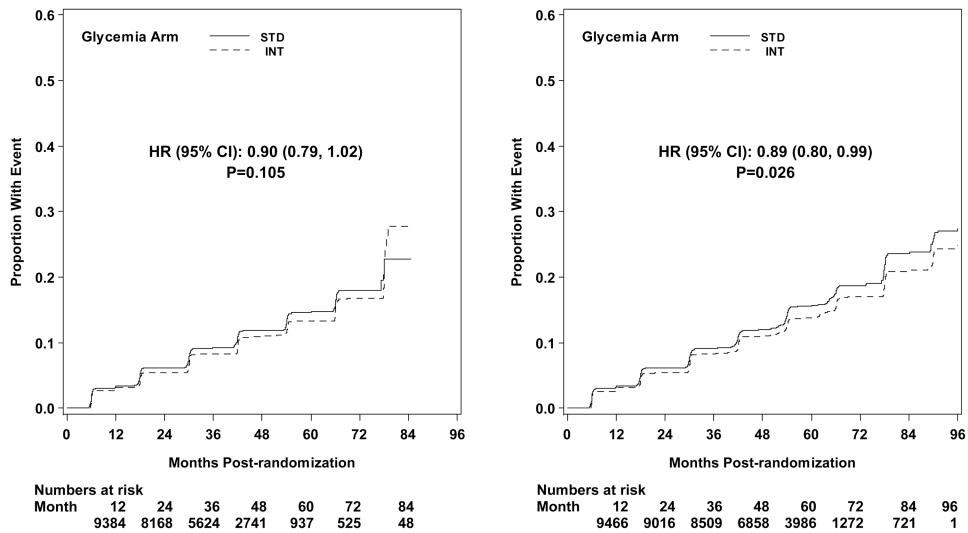 0.6
0.5
0.4
0.3
0.2
0.1
0.0
Proportion With Event
Glycemia Arm
STD
INT
HR (95% CI): 0.90 (0.79, 1.02)
P=0.105
0 12 24 36 48 60 72 84 96
Months Post-randomization
Numbers at risk
Month 12 24 36 48 60 72 84
9384 8168 5624 2741 937 525 48
0.6
0.5
0.4
0.3
0.2
0.1
0.0
Proportion With Event
Glycemia Arm
STD
INT
HR (95% CI): 0.89 (0.80, 0.99)
P=0.026
0 12 24 36 48 60 72 84 96
Months Post-randomization
Numbers at risk
Month 12 24 36 48 60 72 84 96
9466 9016 8509 6858 3986 1272 721 1